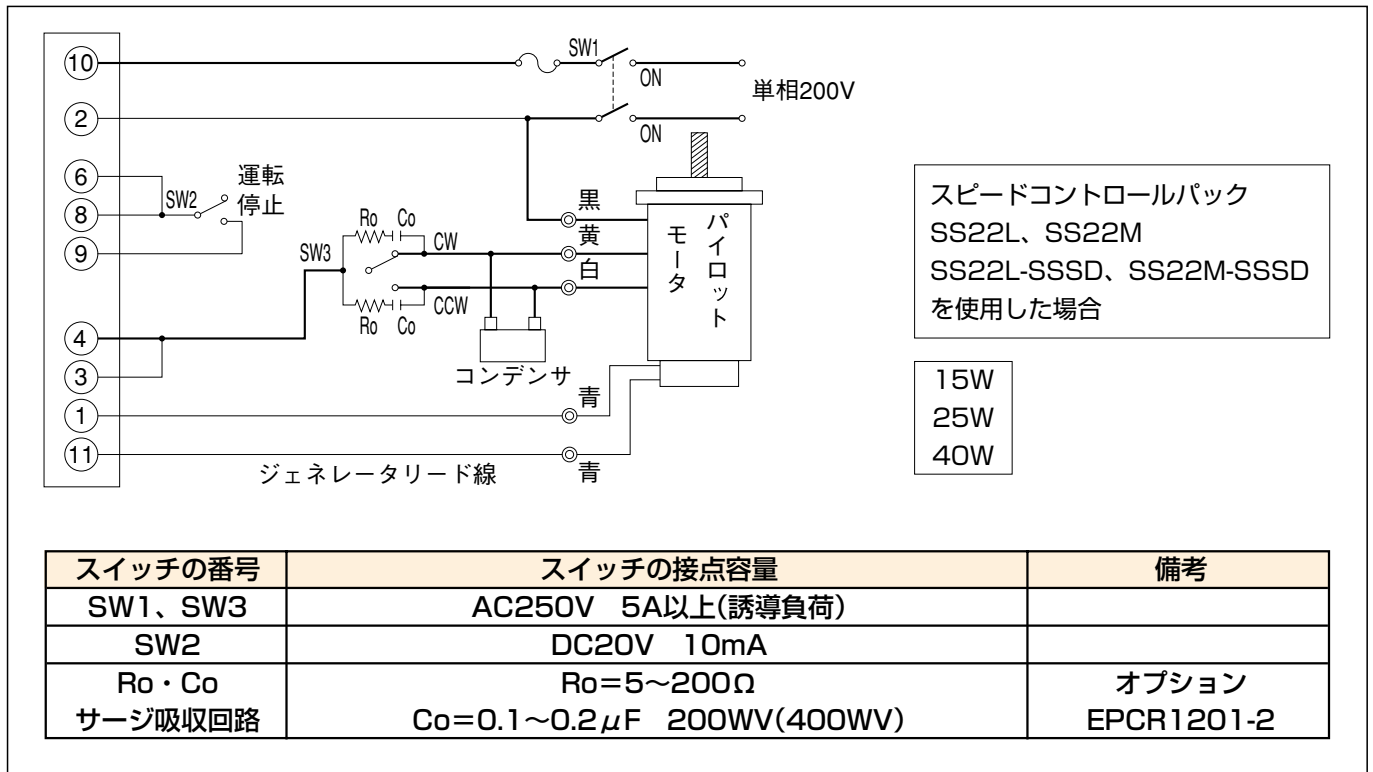 10
SW1
ON
単相200V
2
ON
6
運転
8
SW2
停止
9
Ro Co
SW3
CW
CCW
Ro Co
黒
黄
白
パイロット
モータ
コンデンサ
4
3
1
青
11
青
ジェネレータリード線
スピードコントロールパック
SS22L、SS22M
SS22L-SSSD、SS22M-SSSD
を使用した場合
15W
25W
40W
スイッチの番号 スイッチの接点容量 備考
SW1、SW3 AC250V 5A以上(誘導負荷)
SW2 DC20V 10mA
Ro・Co Ro=5〜200Ω オプション
サージ吸収回路 Co=0.1〜0.2μF 200WV(400WV) EPCR1201-2